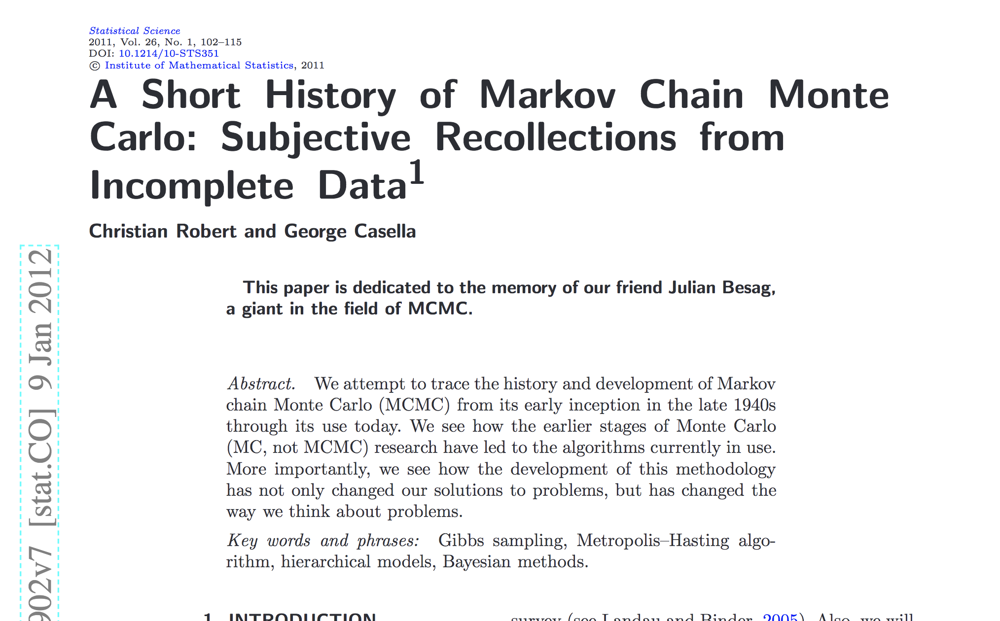 Statistical Science
2011, Vol. 26, No. 1, 102–115
DOI: 10.1214/10-STS351
© Institute of Mathematical Statistics, 2011
A Short History of Markov Chain Monte
Carlo: Subjective Recollections from
Incomplete Data1
Christian Robert and George Casella
This paper is dedicated to the memory of our friend Julian Besag,
a giant in the field of MCMC.
Abstract. We attempt to trace the history and development of Markov
chain Monte Carlo (MCMC) from its early inception in the late 1940s
through its use today. We see how the earlier stages of Monte Carlo
(MC, not MCMC) research have led to the algorithms currently in use.
More importantly, we see how the development of this methodology
has not only changed our solutions to problems, but has changed the
way we think about problems.
Key words and phrases: Gibbs sampling, Metropolis–Hasting algo-
rithm, hierarchical models, Bayesian methods.
1. INTRODUCTION
survey (see Landau and Binder, 2005). Also, we will
902v7 [stat.CO] 9 Jan 2012